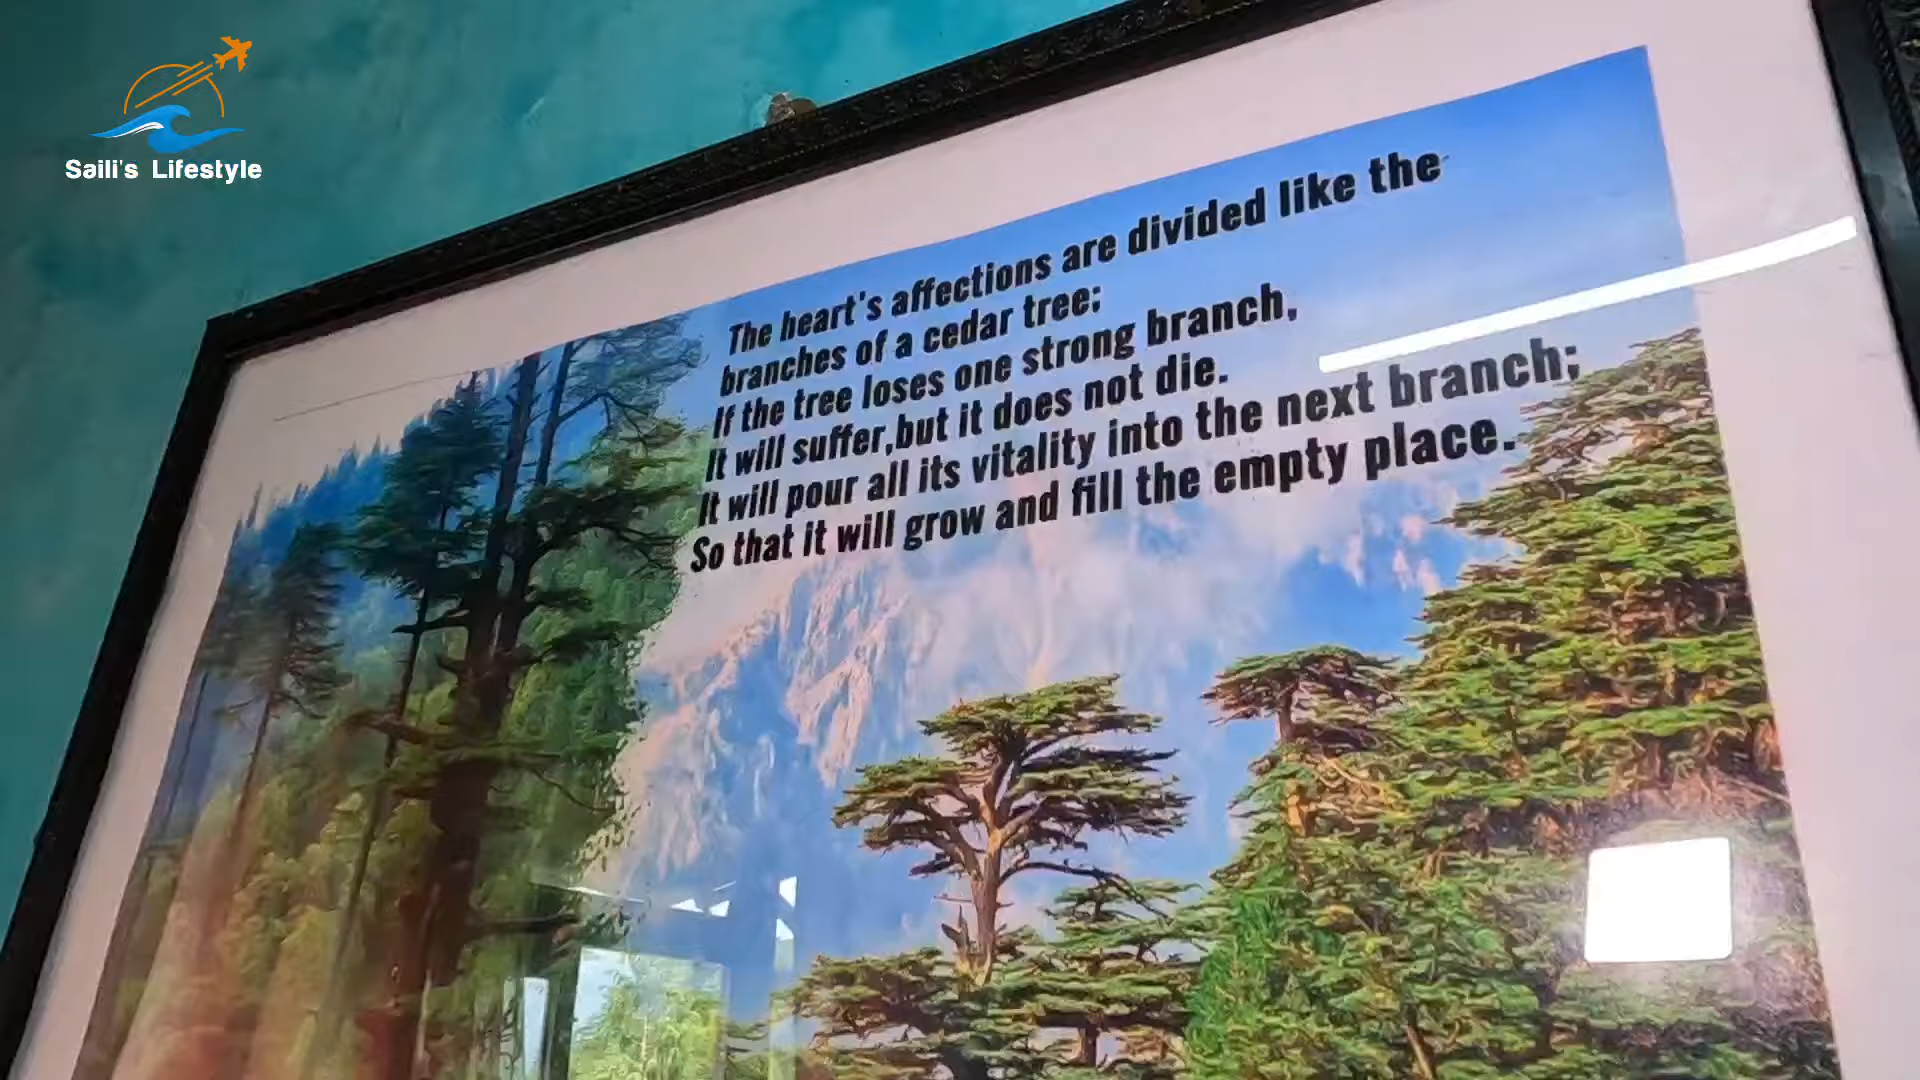 Saili's Lifestyle
The heart's affections are divided like the
branches of a cedar tree;
If the tree loses one strong branch,
It will suffer,but it does not die.
It will pour all its vitality into the next branch;
So that it will grow and fill the empty place.